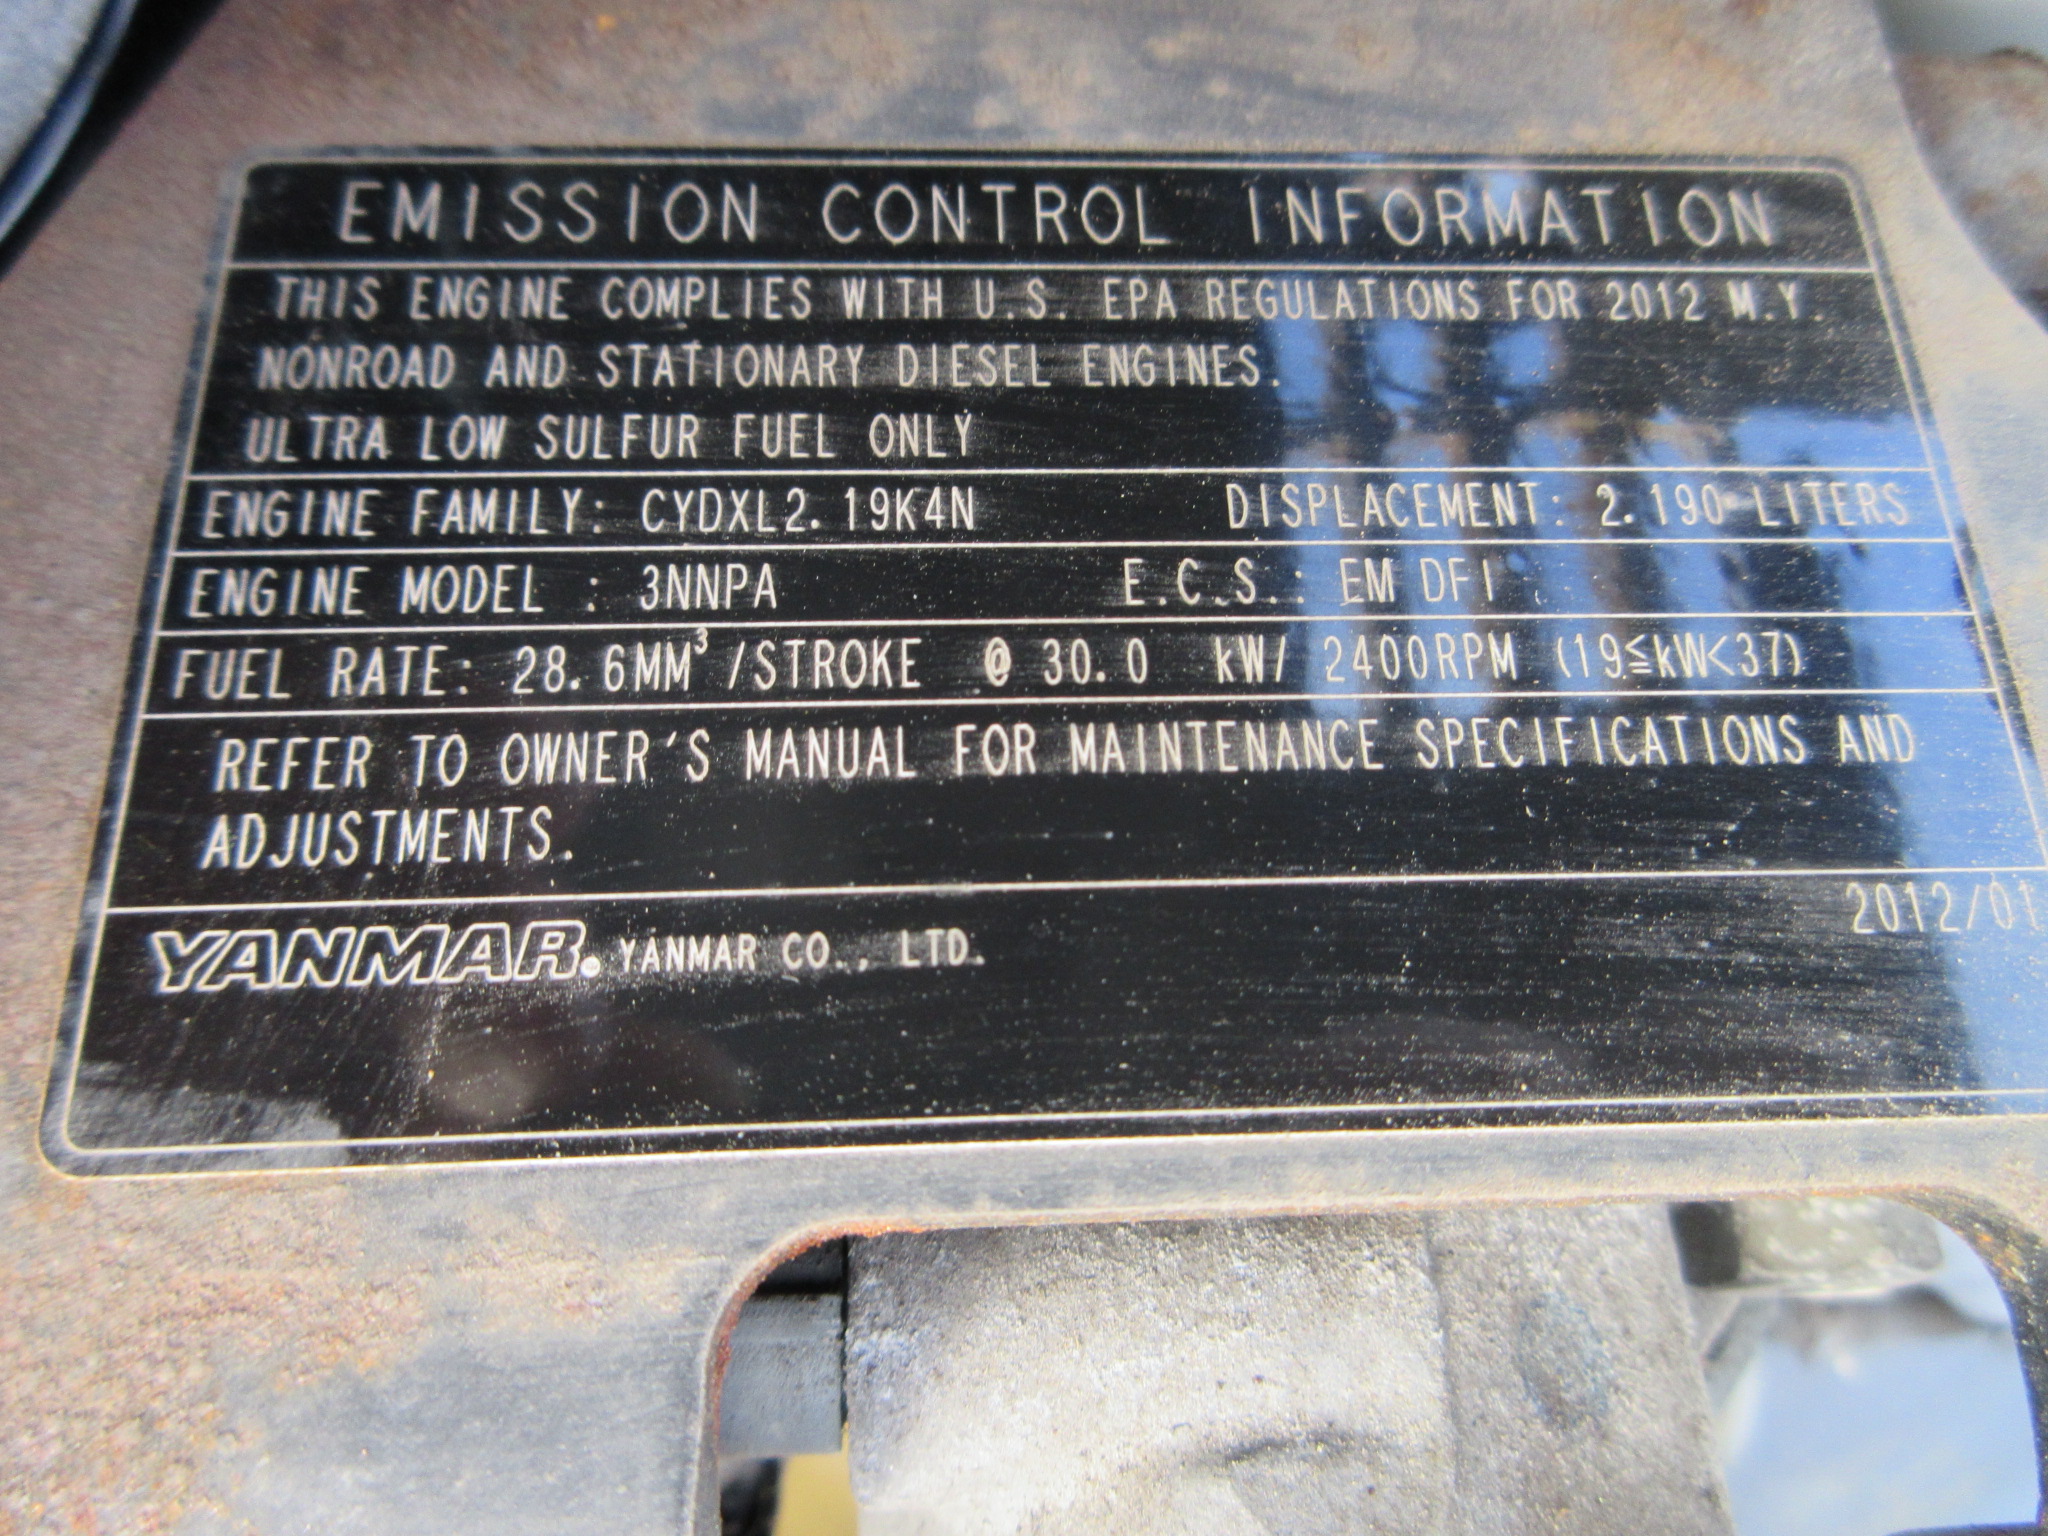 EMISSION CONTROL INFORMATION
THIS ENGINE COMPLIES WITH U.S. EPA REGULATIONS FOR 2012 M.Y.
NONROAD AND STATIONARY DIESEL ENGINES.
ULTRA LOW SULFUR FUEL ONLY
ENGINE FAMILY: CYDXL2.19K4N DISPLACEMENT: 2.190 LITERS
ENGINE MODEL : 3NNPA E.C.S.: EM DFI
FUEL RATE: 28.6MM³/STROKE @ 30.0 kW/ 2400RPM (19≦kW<37)
REFER TO OWNER'S MANUAL FOR MAINTENANCE SPECIFICATIONS AND
ADJUSTMENTS.
YANMAR. YANMAR CO., LTD.
2012/01